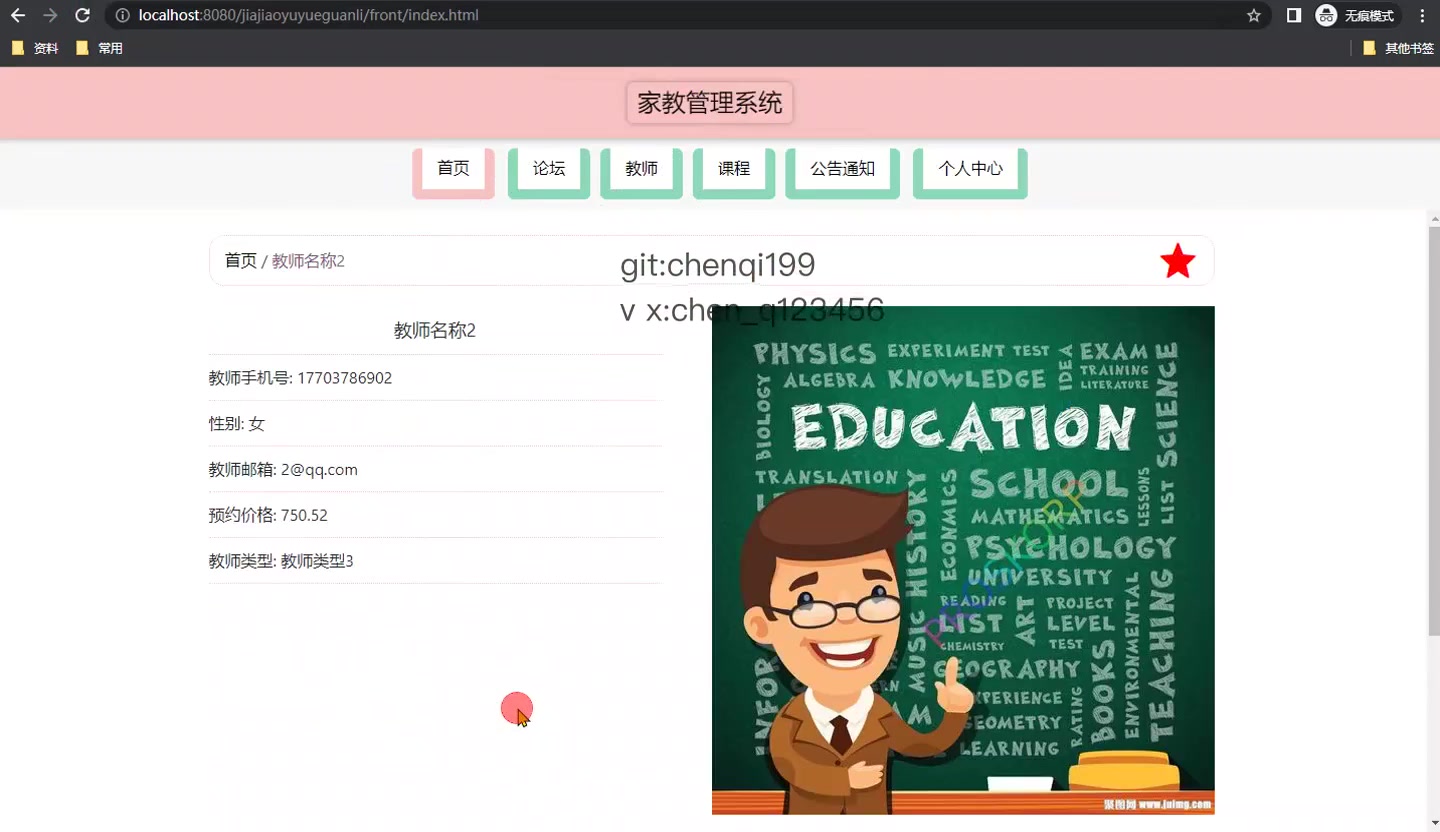 localhost:8080/jiajiaoyuyueguanli/front/index.html
无痕模式
资料
常用
其他书签
家教管理系统
首页
论坛
教师
课程
公告通知
个人中心
首页 / 教师名称2
git:chenqi199
v x:chen_q123456
教师名称2
教师手机号: 17703786902
性别: 女
教师邮箱: 2@qq.com
预约价格: 750.52
教师类型: 教师类型3
PHYSICS
EXPERIMENT TEST
IDEA
EXAM
TRAINING
LITERATURE
SCIENCE
BIOLOGY
ALGEBRA
KNOWLEDGE
EDUCATION
TRANSLATION
HISTORY
ECONMICS
SCHOOL
LESSONS
LIST
MATHEMATICS
PSYCHOLOGY
UNIVERSITY
READING
LIST
ART
PROJECT
LEVEL
TEST
CHEMISTRY
MUSIC
GEOGRAPHY
EXPERIENCE
GEOMETRY
LEARNING
RATING
BOOKS
ENVIRONMENTAL
TEACHING
INFOR
聚图网 www.juimg.com